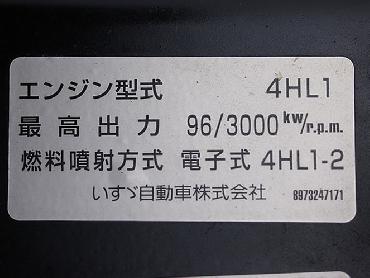 エンジン型式 4HL1
最高出力 96/3000 kw/r.p.m.
燃料噴射方式 電子式 4HL1-2
いすゞ自動車株式会社 8973247171